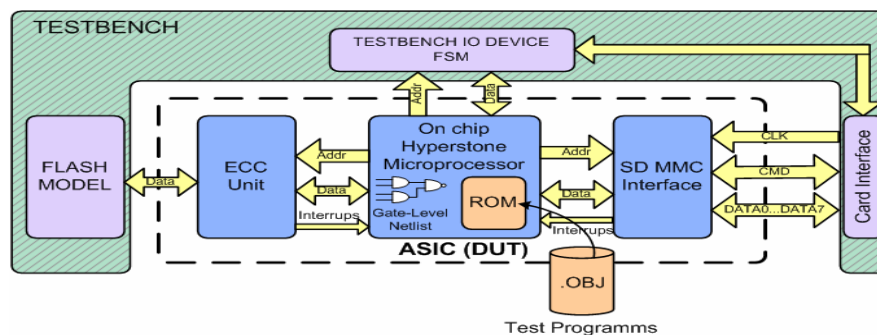 TESTBENCH
TESTBENCH IO DEVICE
FSM
Addr
Data
FLASH
MODEL
Data
ECC
Unit
Addr
Data
Interrups
On chip
Hyperstone
Microprocessor
Gate-Level
Netlist
ROM
Addr
Data
Interrups
SD MMC
Interface
CLK
CMD
DATA0...DATA7
Card Interface
ASIC (DUT)
.OBJ
Test Programms